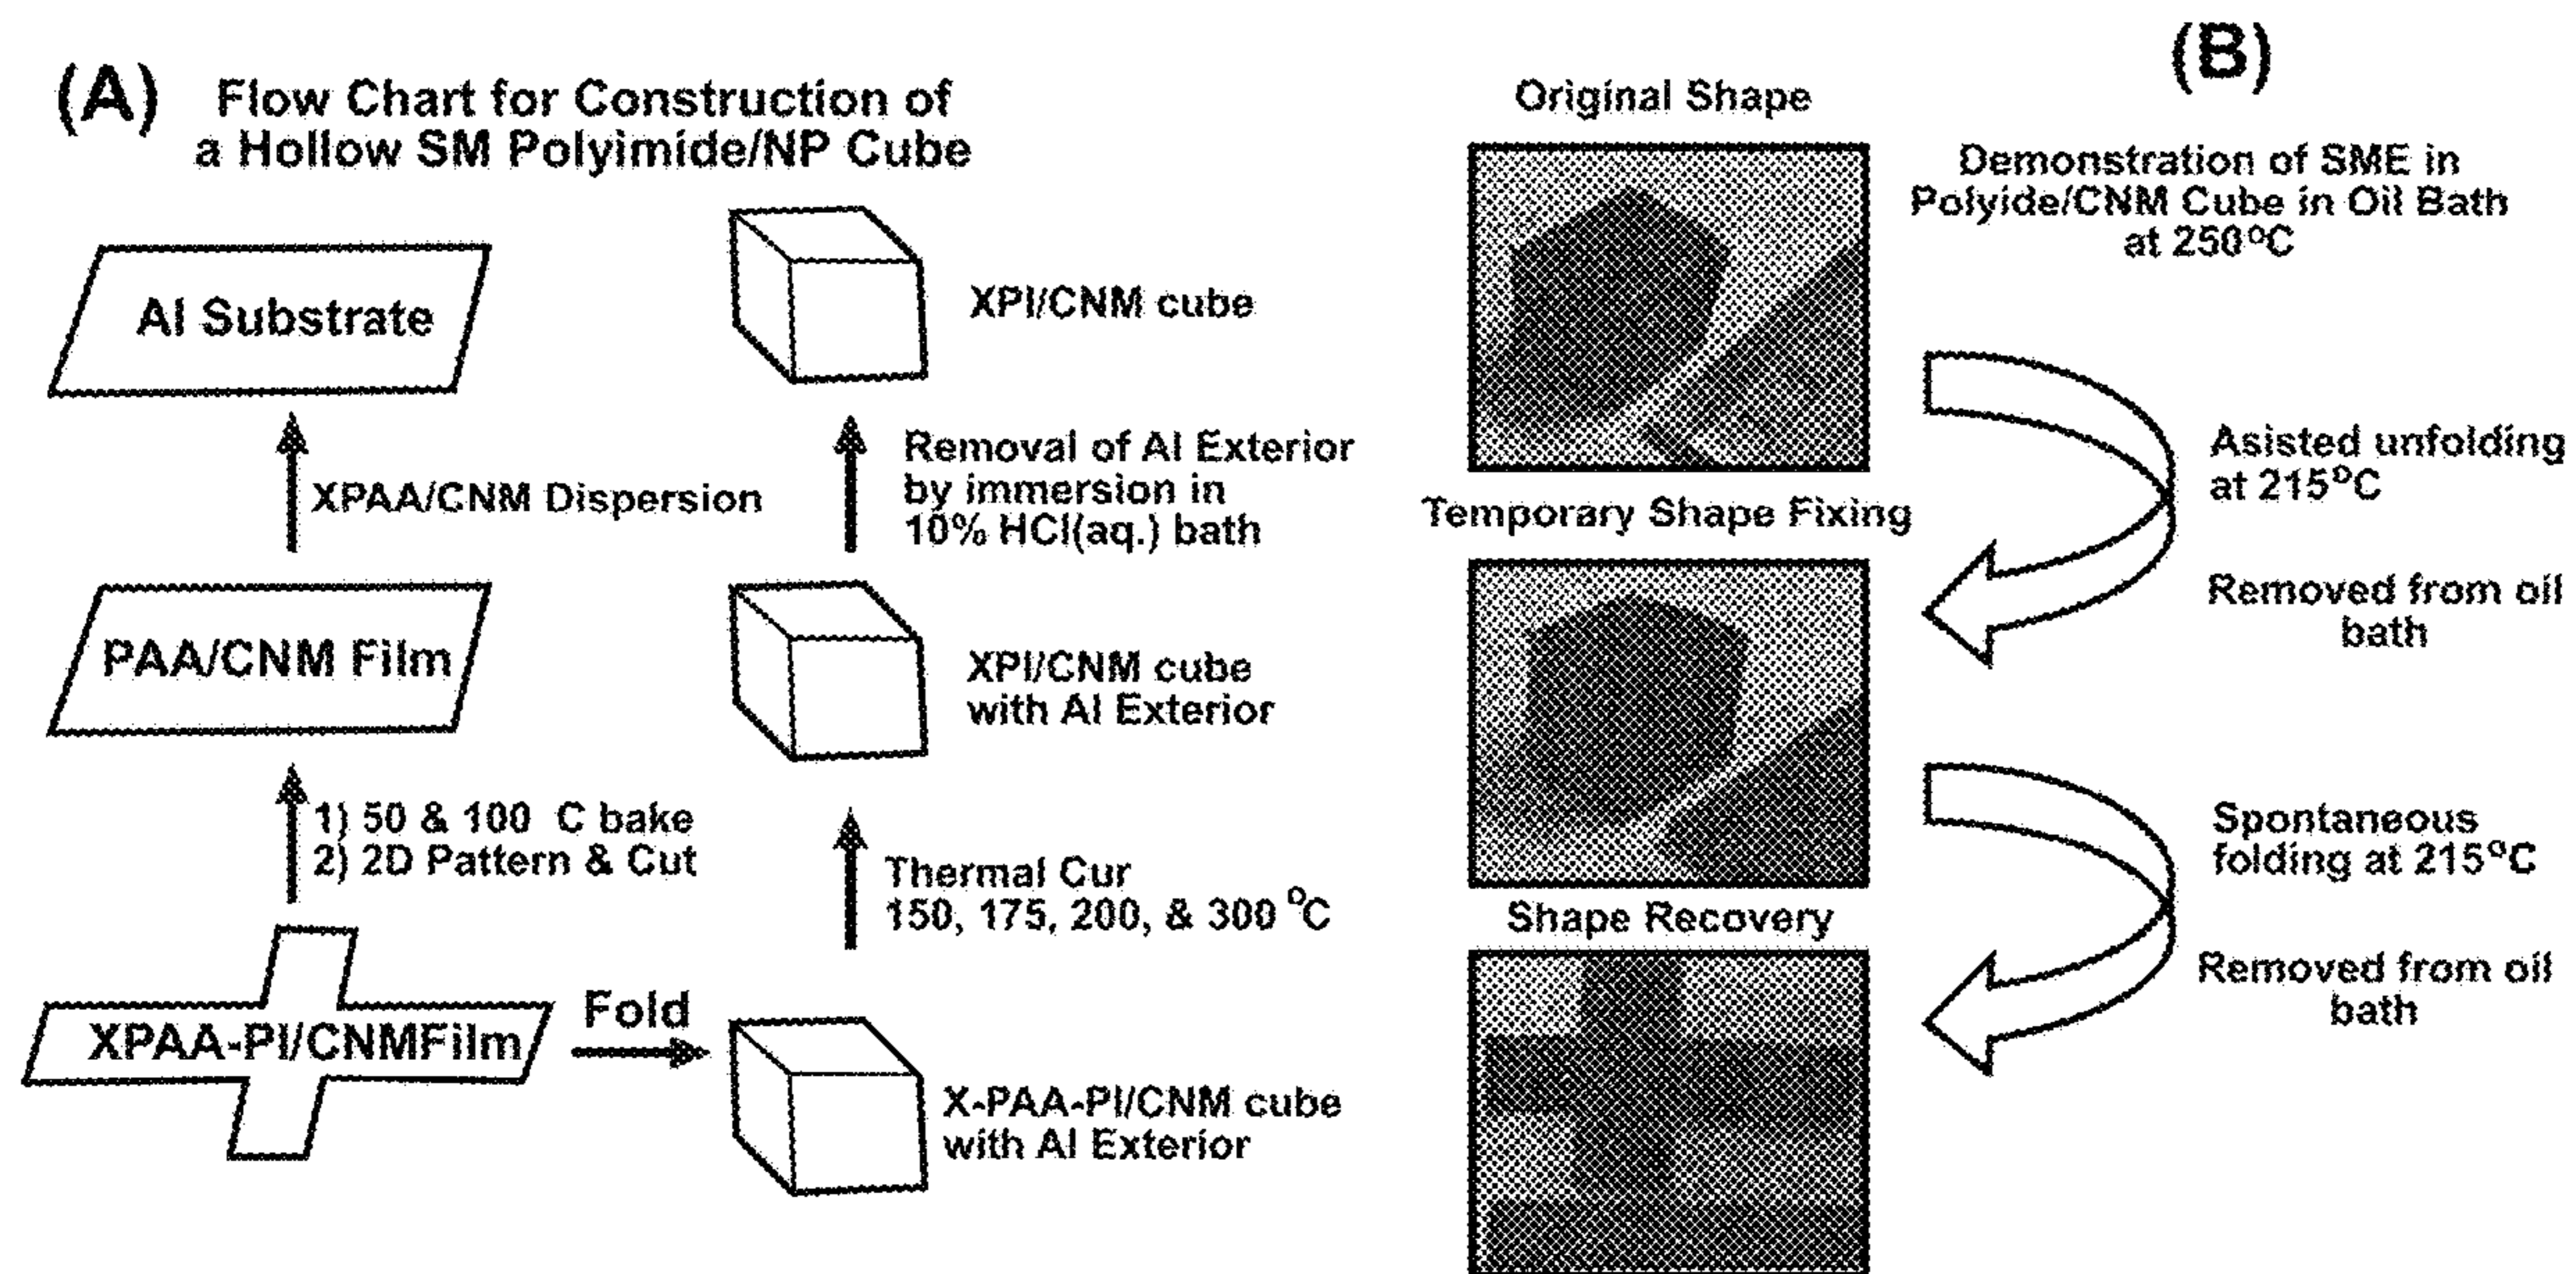 (A)
Flow Chart for Construction of
a Hollow SM Polyimide/NP Cube
Al Substrate
XPAA/CNM Dispersion
PAA/CNM Film
1) 50 & 100 C bake
2) 2D Pattern & Cut
XPAA-PI/CNMFilm
Fold
XPI/CNM cube
Removal of Al Exterior
by immersion in
10% HCl(aq.) bath
XPI/CNM cube
with Al Exterior
Thermal Cur
150, 175, 200, & 300 °C
X-PAA-PI/CNM cube
with Al Exterior
(B)
Original Shape
Demonstration of SME in
Polyide/CNM Cube in Oil Bath
at 250°C
Asisted unfolding
at 215°C
Removed from oil
bath
Temporary Shape Fixing
Spontaneous
folding at 215°C
Removed from oil
bath
Shape Recovery